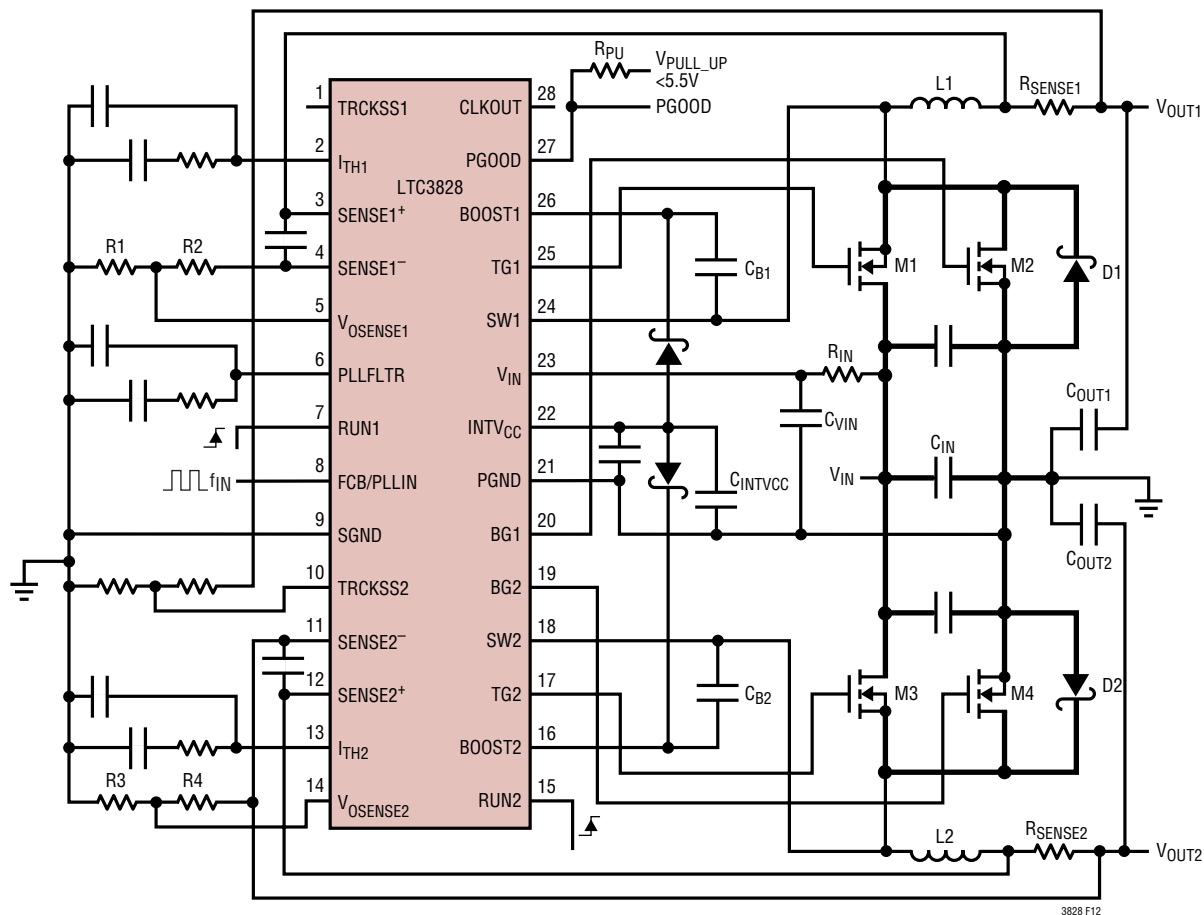 RPU
VPULL_UP
<5.5V
PGOOD
L1
RSENSE1
VOUT1
LTC3828
1
TRCKSS1
2
ITH1
3
SENSE1+
4
SENSE1–
5
VOSENSE1
6
PLLFLTR
7
RUN1
8
FCB/PLLIN
9
SGND
10
TRCKSS2
11
SENSE2–
12
SENSE2+
13
ITH2
14
VOSENSE2
28
CLKOUT
27
PGOOD
26
BOOST1
25
TG1
24
SW1
23
VIN
22
INTVCC
21
PGND
20
BG1
19
BG2
18
SW2
17
TG2
16
BOOST2
15
RUN2
R1
R2
fIN
R3
R4
CB1
M1
M2
D1
RIN
CVIN
COUT1
CIN
VIN
CINTVCC
COUT2
CB2
M3
M4
D2
L2
RSENSE2
VOUT2
3828 F12